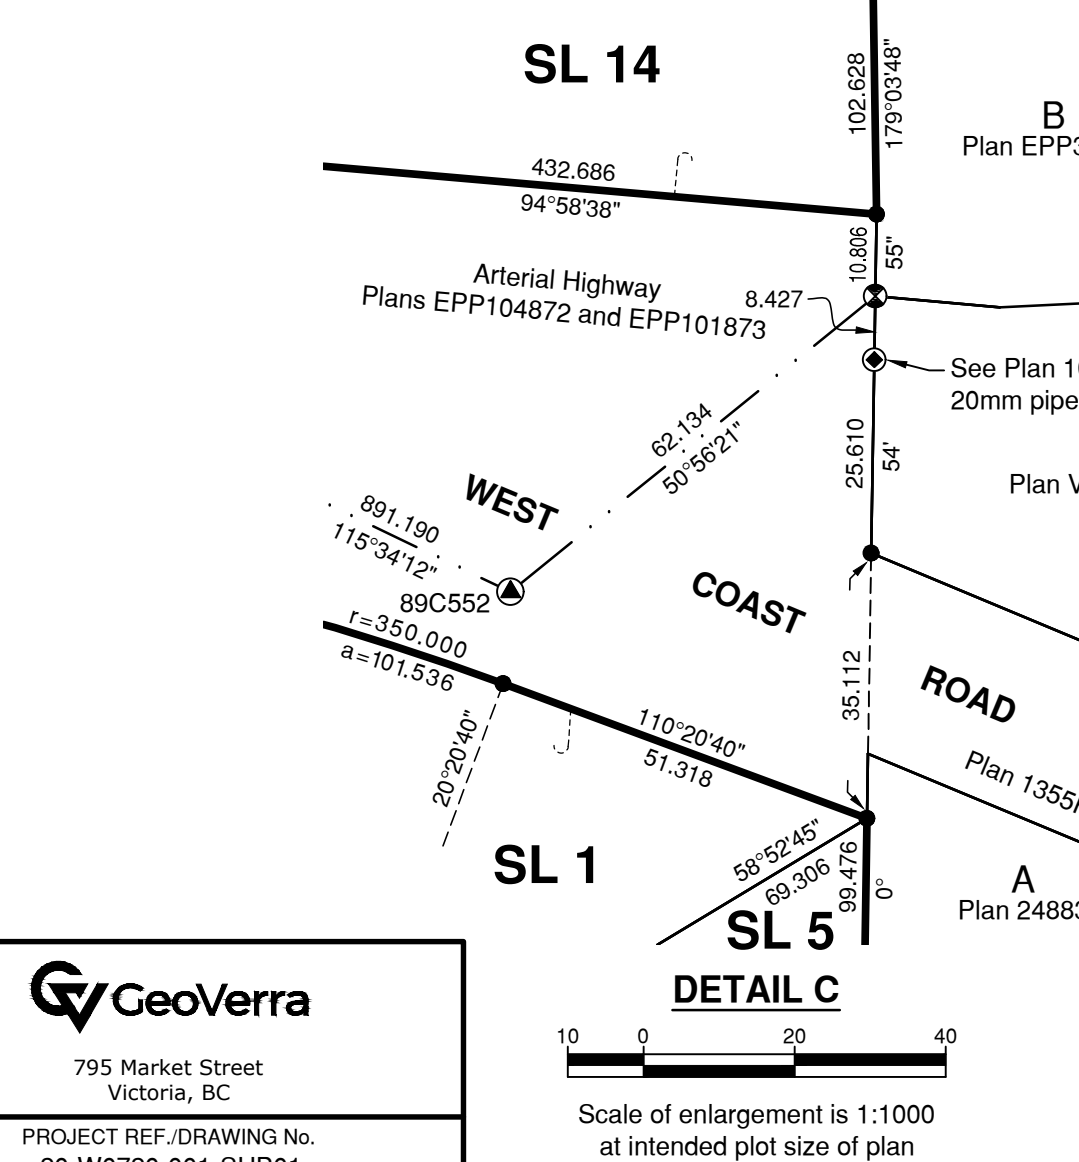 SL 14
102.628
179°03'48"
B
Plan
432.686
94°58'38"
10.806
55"
Arterial Highway
Plans EPP104872 and EPP101873
8.427
See Plan
20mm pipe
62.134
50°56'21"
25.610
54'
Plan
WEST
891.190
115°34'12"
89C552
COAST
r=350.000
a=101.536
35.112
ROAD
110°20'40"
51.318
20°20'40"
Plan
SL 1
58°52'45"
69.306
99.476
0°
A
Plan
SL 5
DETAIL C
10 0 20 40
Scale of enlargement is 1:1000
at intended plot size of plan
GeoVerra
795 Market Street
Victoria, BC
PROJECT REF./DRAWING No.